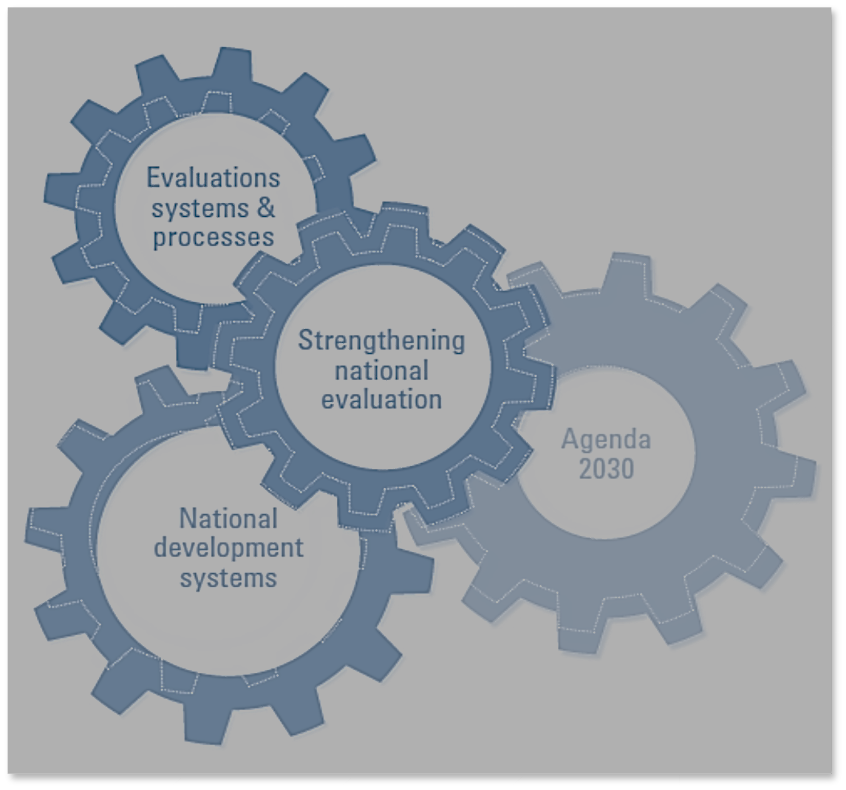 Evaluations
systems &
processes
Strengthening
national
evaluation
Agenda
2030
National
development
systems